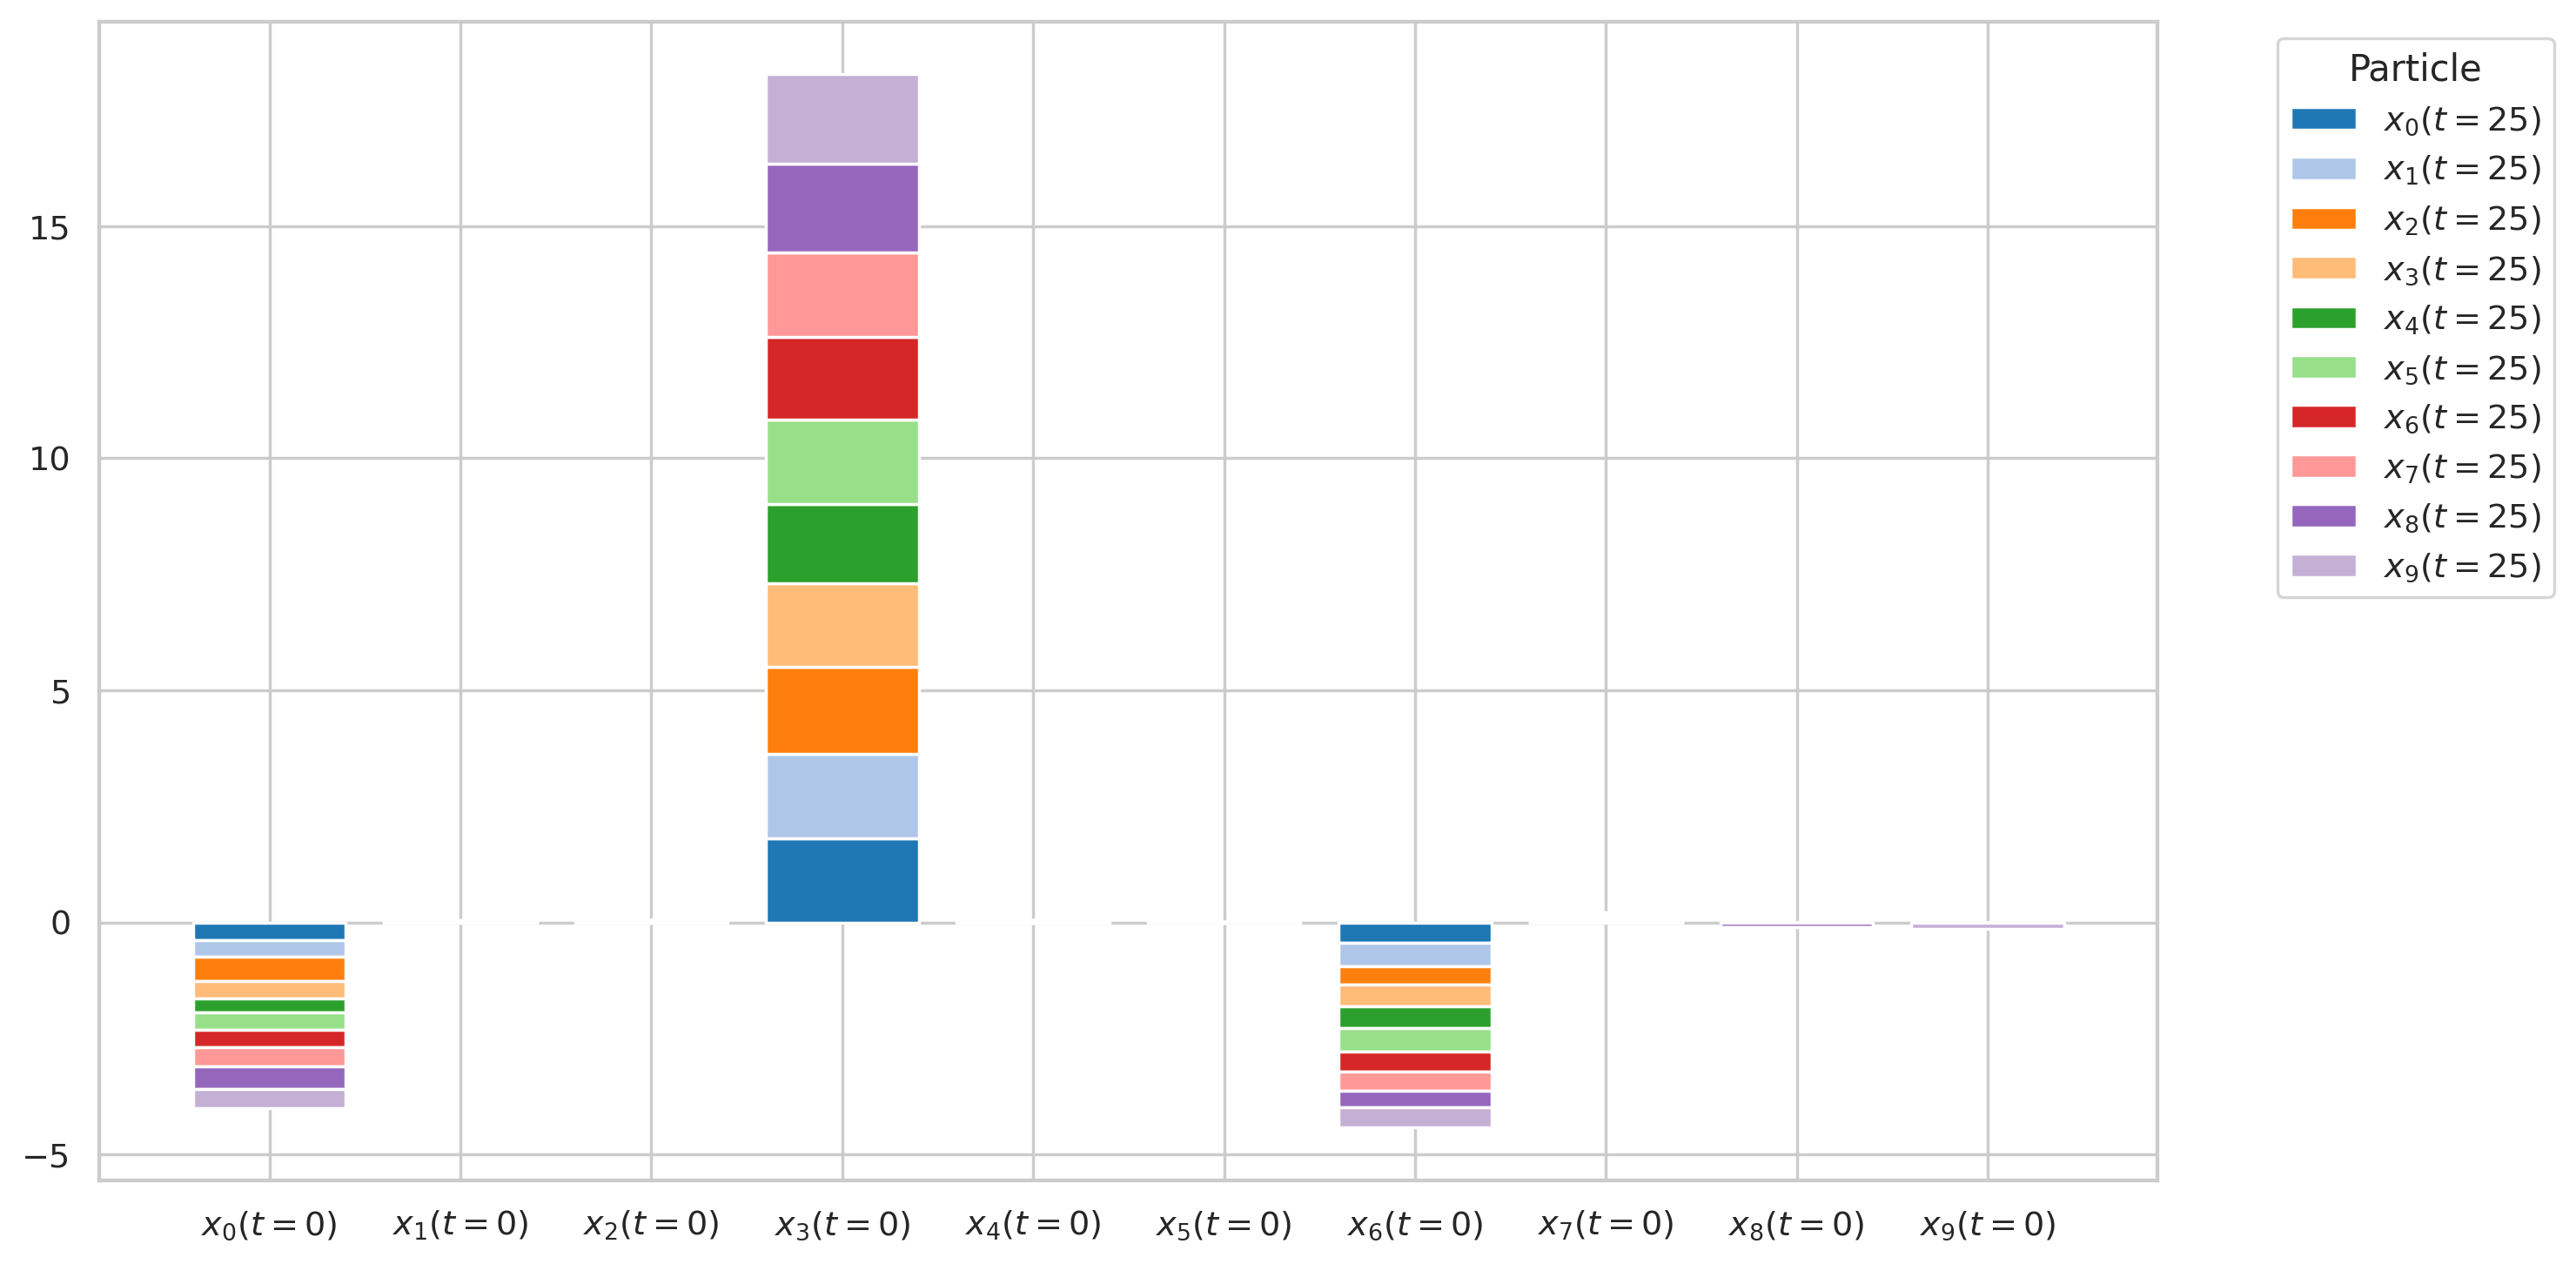 15
10
5
0
−5
x₀(t = 0) x₁(t = 0) x₂(t = 0) x₃(t = 0) x₄(t = 0) x₅(t = 0) x₆(t = 0) x₇(t = 0) x₈(t = 0) x₉(t = 0)
Particle
x₀(t = 25)
x₁(t = 25)
x₂(t = 25)
x₃(t = 25)
x₄(t = 25)
x₅(t = 25)
x₆(t = 25)
x₇(t = 25)
x₈(t = 25)
x₉(t = 25)